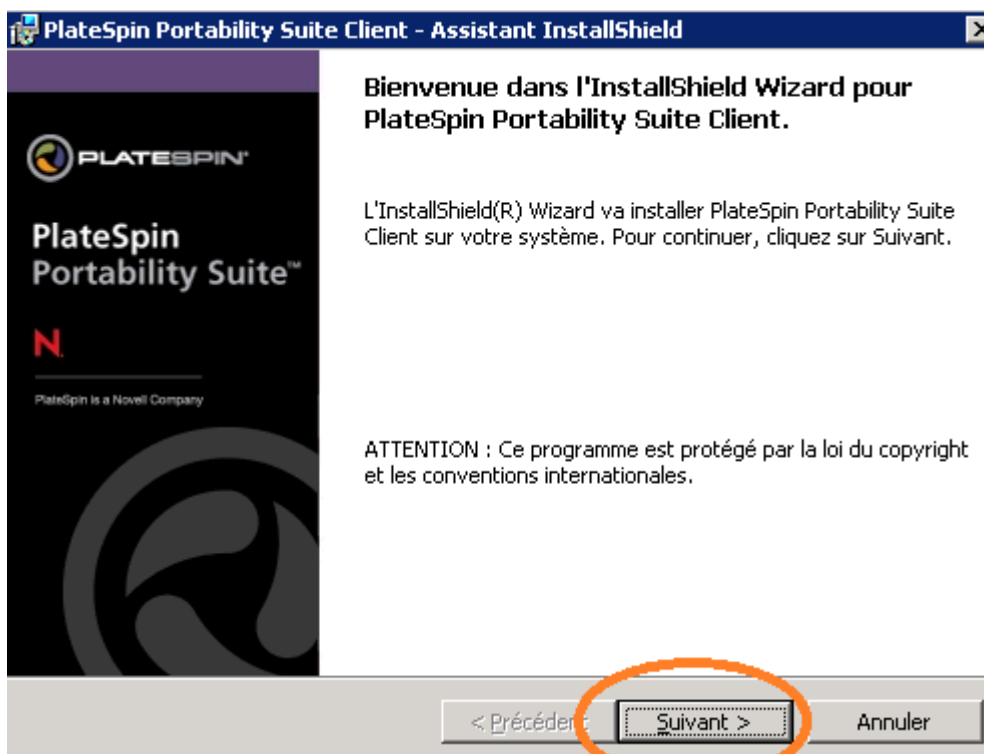 PlateSpin Portability Suite Client - Assistant InstallShield
Bienvenue dans l'InstallShield Wizard pour
PlateSpin Portability Suite Client.
PLATESPIN
L'InstallShield(R) Wizard va installer PlateSpin Portability Suite
Client sur votre système. Pour continuer, cliquez sur Suivant.
PlateSpin
Portability Suite™
N.
PlateSpin is a Novell Company
ATTENTION : Ce programme est protégé par la loi du copyright
et les conventions internationales.
< Précédent
Suivant >
Annuler